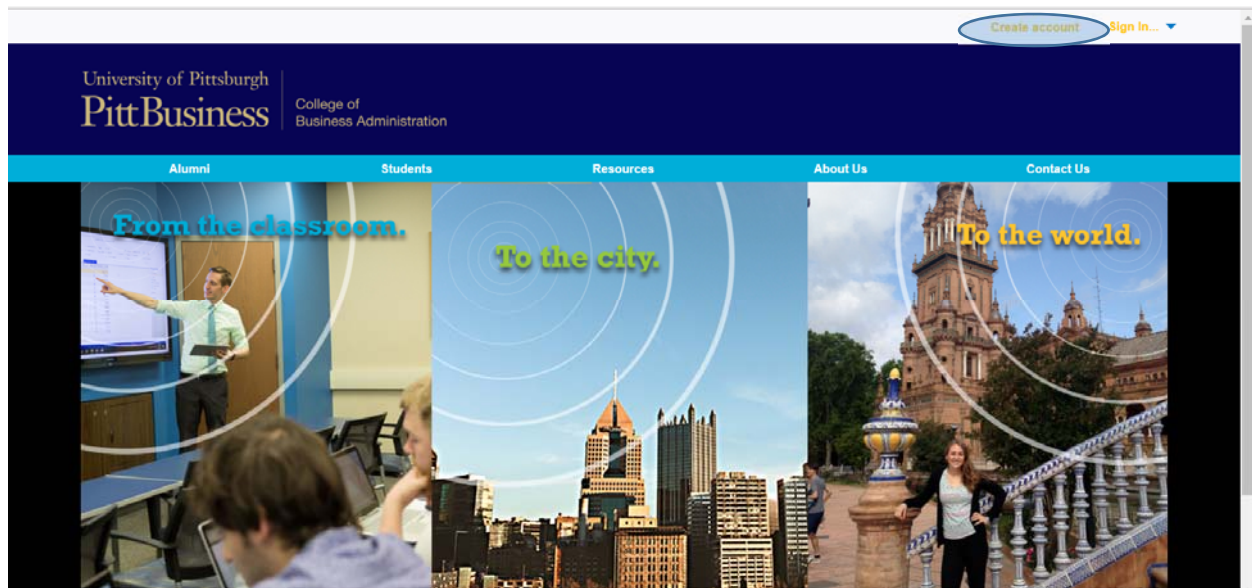 Create account Sign In...
University of Pittsburgh
PittBusiness
College of
Business Administration
Alumni Students Resources About Us Contact Us
From the classroom.
To the city.
To the world.